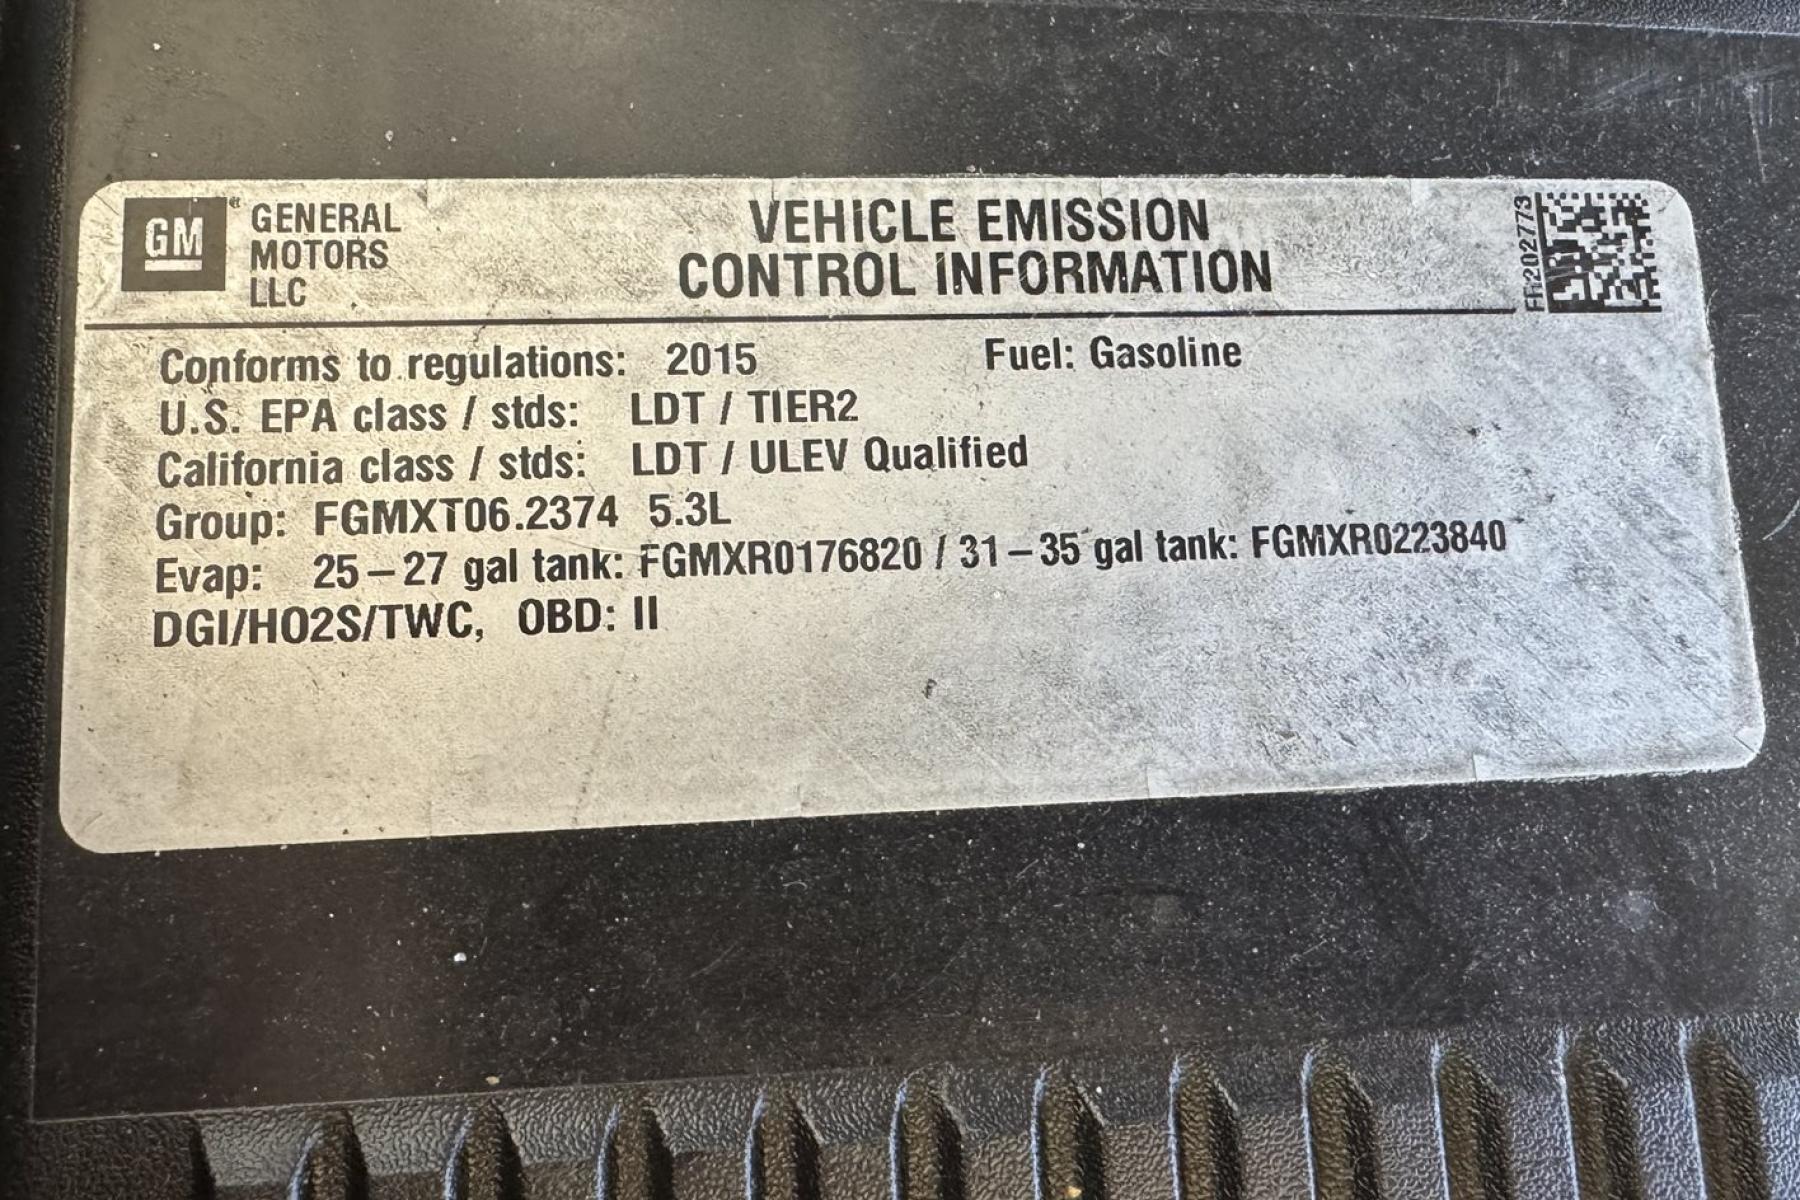 GM
GENERAL
MOTORS
LLC
VEHICLE EMISSION
CONTROL INFORMATION
FR202773
Conforms to regulations: 2015 Fuel: Gasoline
U.S. EPA class / stds: LDT / TIER2
California class / stds: LDT / ULEV Qualified
Group: FGMXT06.2374 5.3L
Evap: 25–27 gal tank: FGMXR0176820 / 31–35 gal tank: FGMXR0223840
DGI/HO2S/TWC, OBD: II